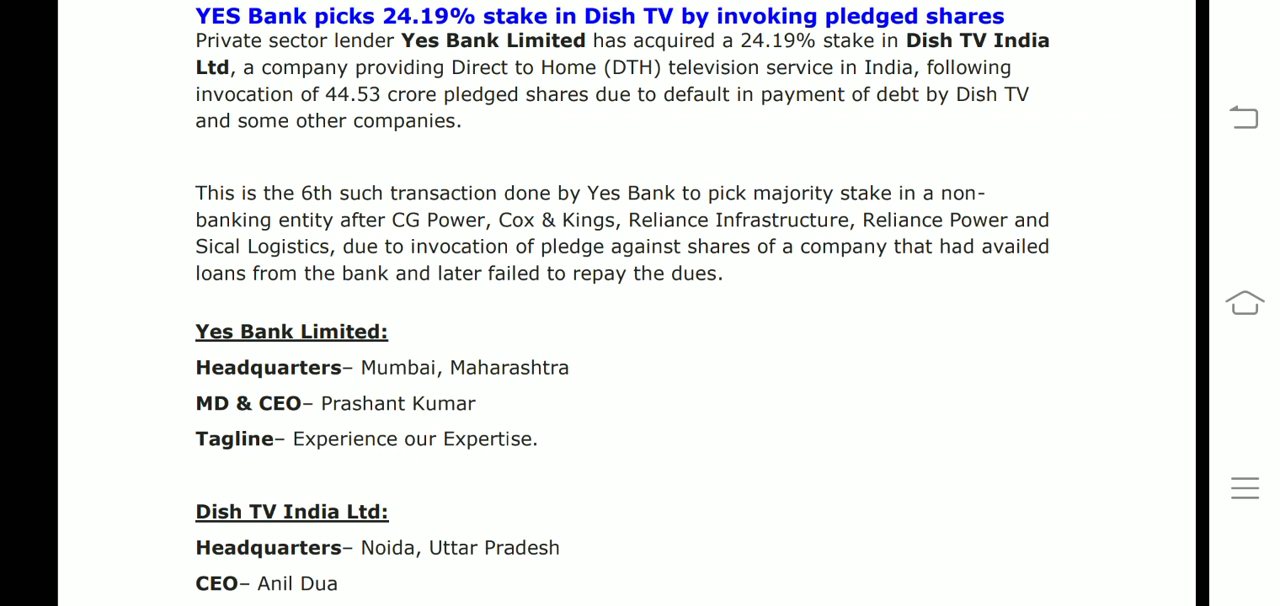 YES Bank picks 24.19% stake in Dish TV by invoking pledged shares
Private sector lender Yes Bank Limited has acquired a 24.19% stake in Dish TV India
Ltd, a company providing Direct to Home (DTH) television service in India, following
invocation of 44.53 crore pledged shares due to default in payment of debt by Dish TV
and some other companies.
This is the 6th such transaction done by Yes Bank to pick majority stake in a non-
banking entity after CG Power, Cox & Kings, Reliance Infrastructure, Reliance Power and
Sical Logistics, due to invocation of pledge against shares of a company that had availed
loans from the bank and later failed to repay the dues.
Yes Bank Limited:
Headquarters– Mumbai, Maharashtra
MD & CEO– Prashant Kumar
Tagline– Experience our Expertise.
Dish TV India Ltd:
Headquarters– Noida, Uttar Pradesh
CEO– Anil Dua